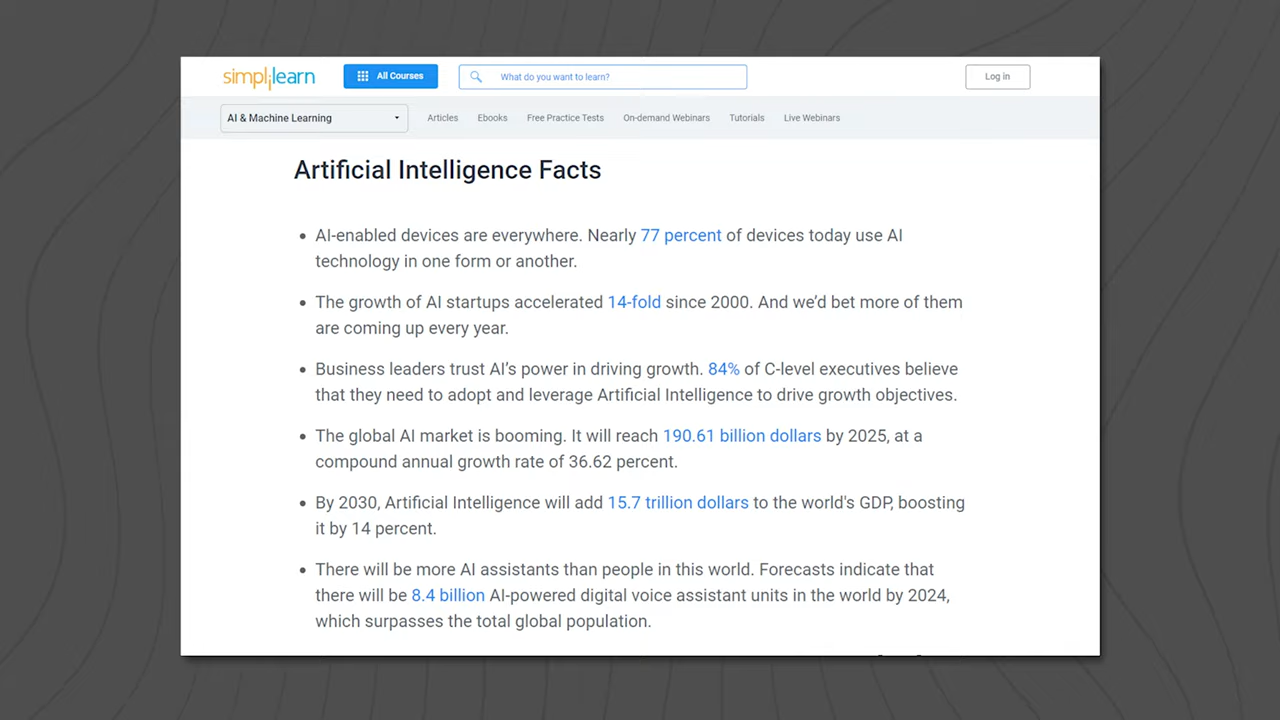 simplilearn
All Courses
What do you want to learn?
Log in
AI & Machine Learning
Articles
Ebooks
Free Practice Tests
On-demand Webinars
Tutorials
Live Webinars
Artificial Intelligence Facts
• AI-enabled devices are everywhere. Nearly 77 percent of devices today use AI
technology in one form or another.
• The growth of AI startups accelerated 14-fold since 2000. And we’d bet more of them
are coming up every year.
• Business leaders trust AI’s power in driving growth. 84% of C-level executives believe
that they need to adopt and leverage Artificial Intelligence to drive growth objectives.
• The global AI market is booming. It will reach 190.61 billion dollars by 2025, at a
compound annual growth rate of 36.62 percent.
• By 2030, Artificial Intelligence will add 15.7 trillion dollars to the world's GDP, boosting
it by 14 percent.
• There will be more AI assistants than people in this world. Forecasts indicate that
there will be 8.4 billion AI-powered digital voice assistant units in the world by 2024,
which surpasses the total global population.